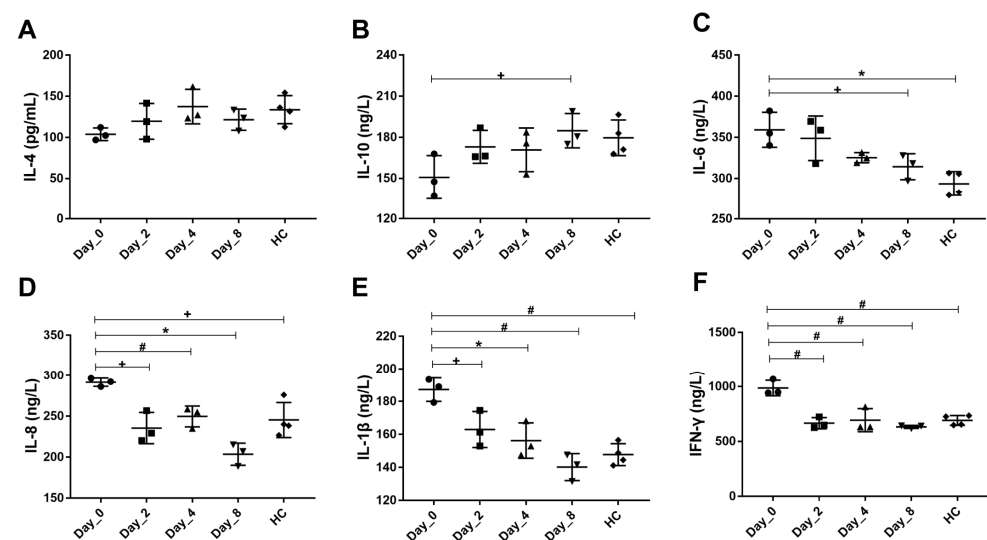 A
IL-4 (pg/mL)
200
150
100
50
0
Day_0
Day_2
Day_4
Day_8
HC
B
IL-10 (ng/L)
240
210
180
150
120
+
Day_0
Day_2
Day_4
Day_8
HC
C
IL-6 (ng/L)
450
400
350
300
250
*
+
Day_0
Day_2
Day_4
Day_8
HC
D
IL-8 (ng/L)
350
300
250
200
150
+
*
#
+
Day_0
Day_2
Day_4
Day_8
HC
E
IL-1β (ng/L)
220
200
180
160
140
120
#
#
*
+
Day_0
Day_2
Day_4
Day_8
HC
F
IFN-γ (ng/L)
1500
1000
500
0
#
#
#
#
Day_0
Day_2
Day_4
Day_8
HC